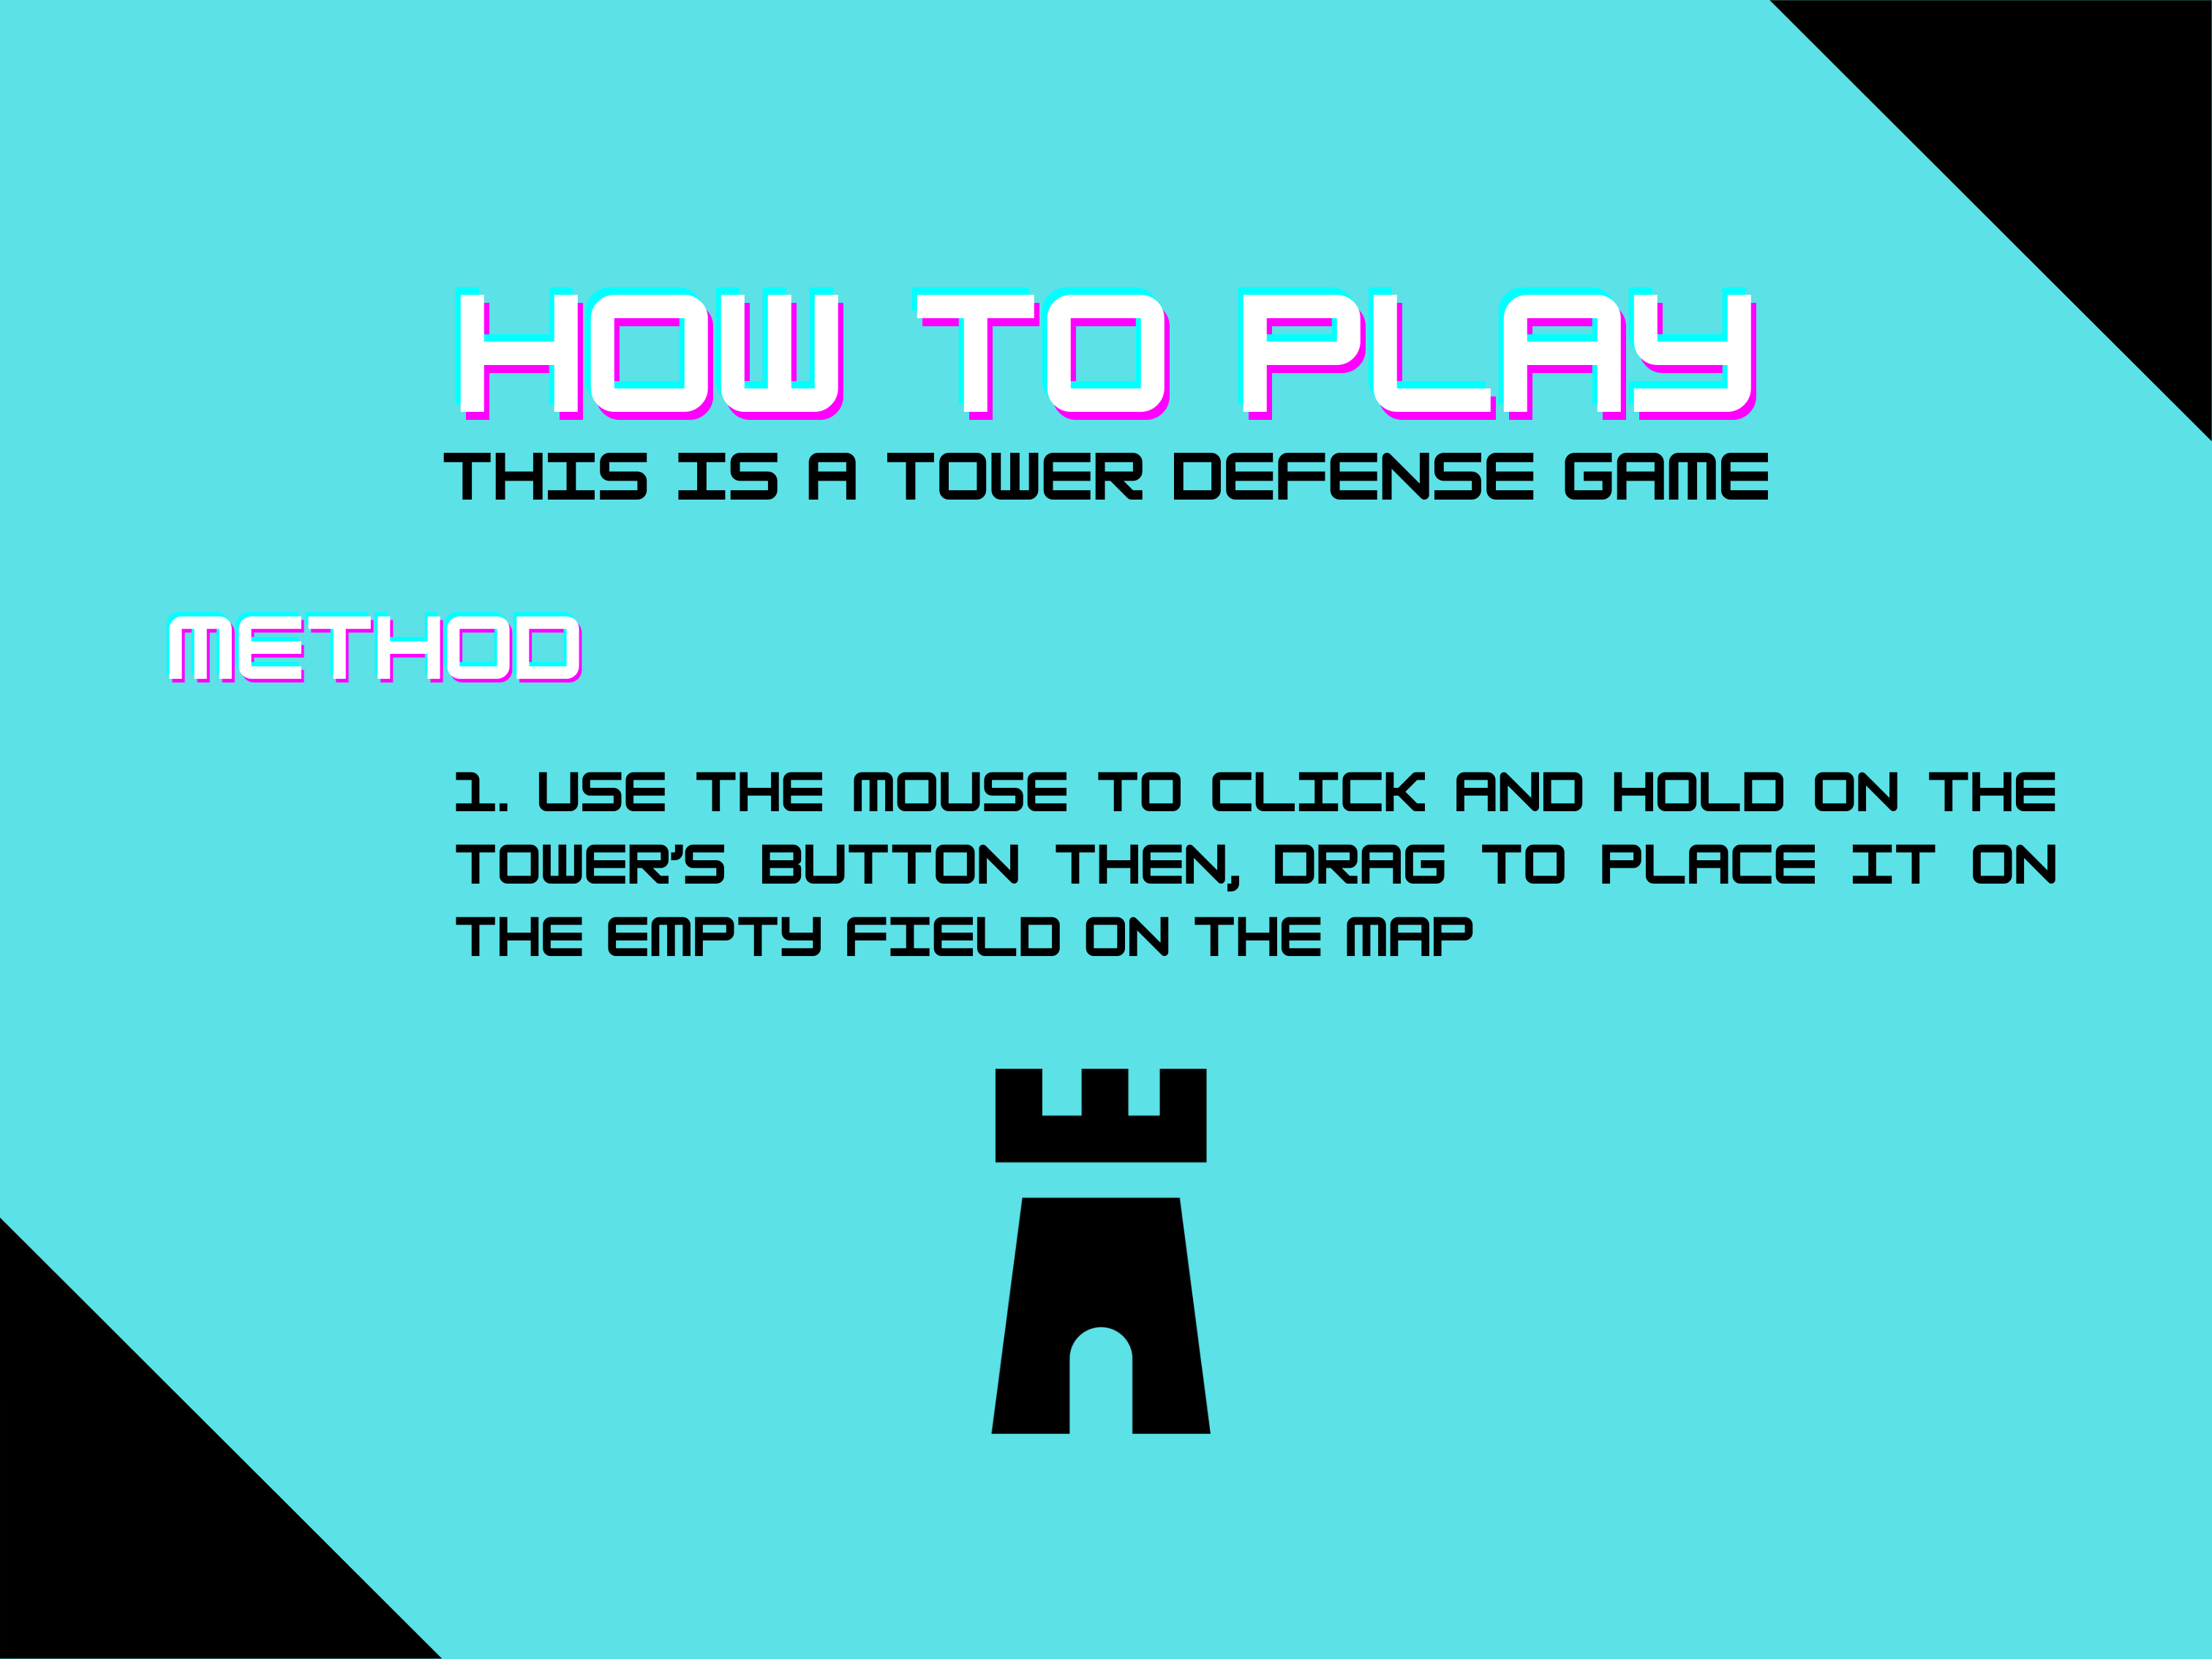 HOW TO PLAY
THIS IS A TOWER DEFENSE GAME
METHOD
1. USE THE MOUSE TO CLICK AND HOLD ON THE
TOWER'S BUTTON THEN, DRAG TO PLACE IT ON
THE EMPTY FIELD ON THE MAP